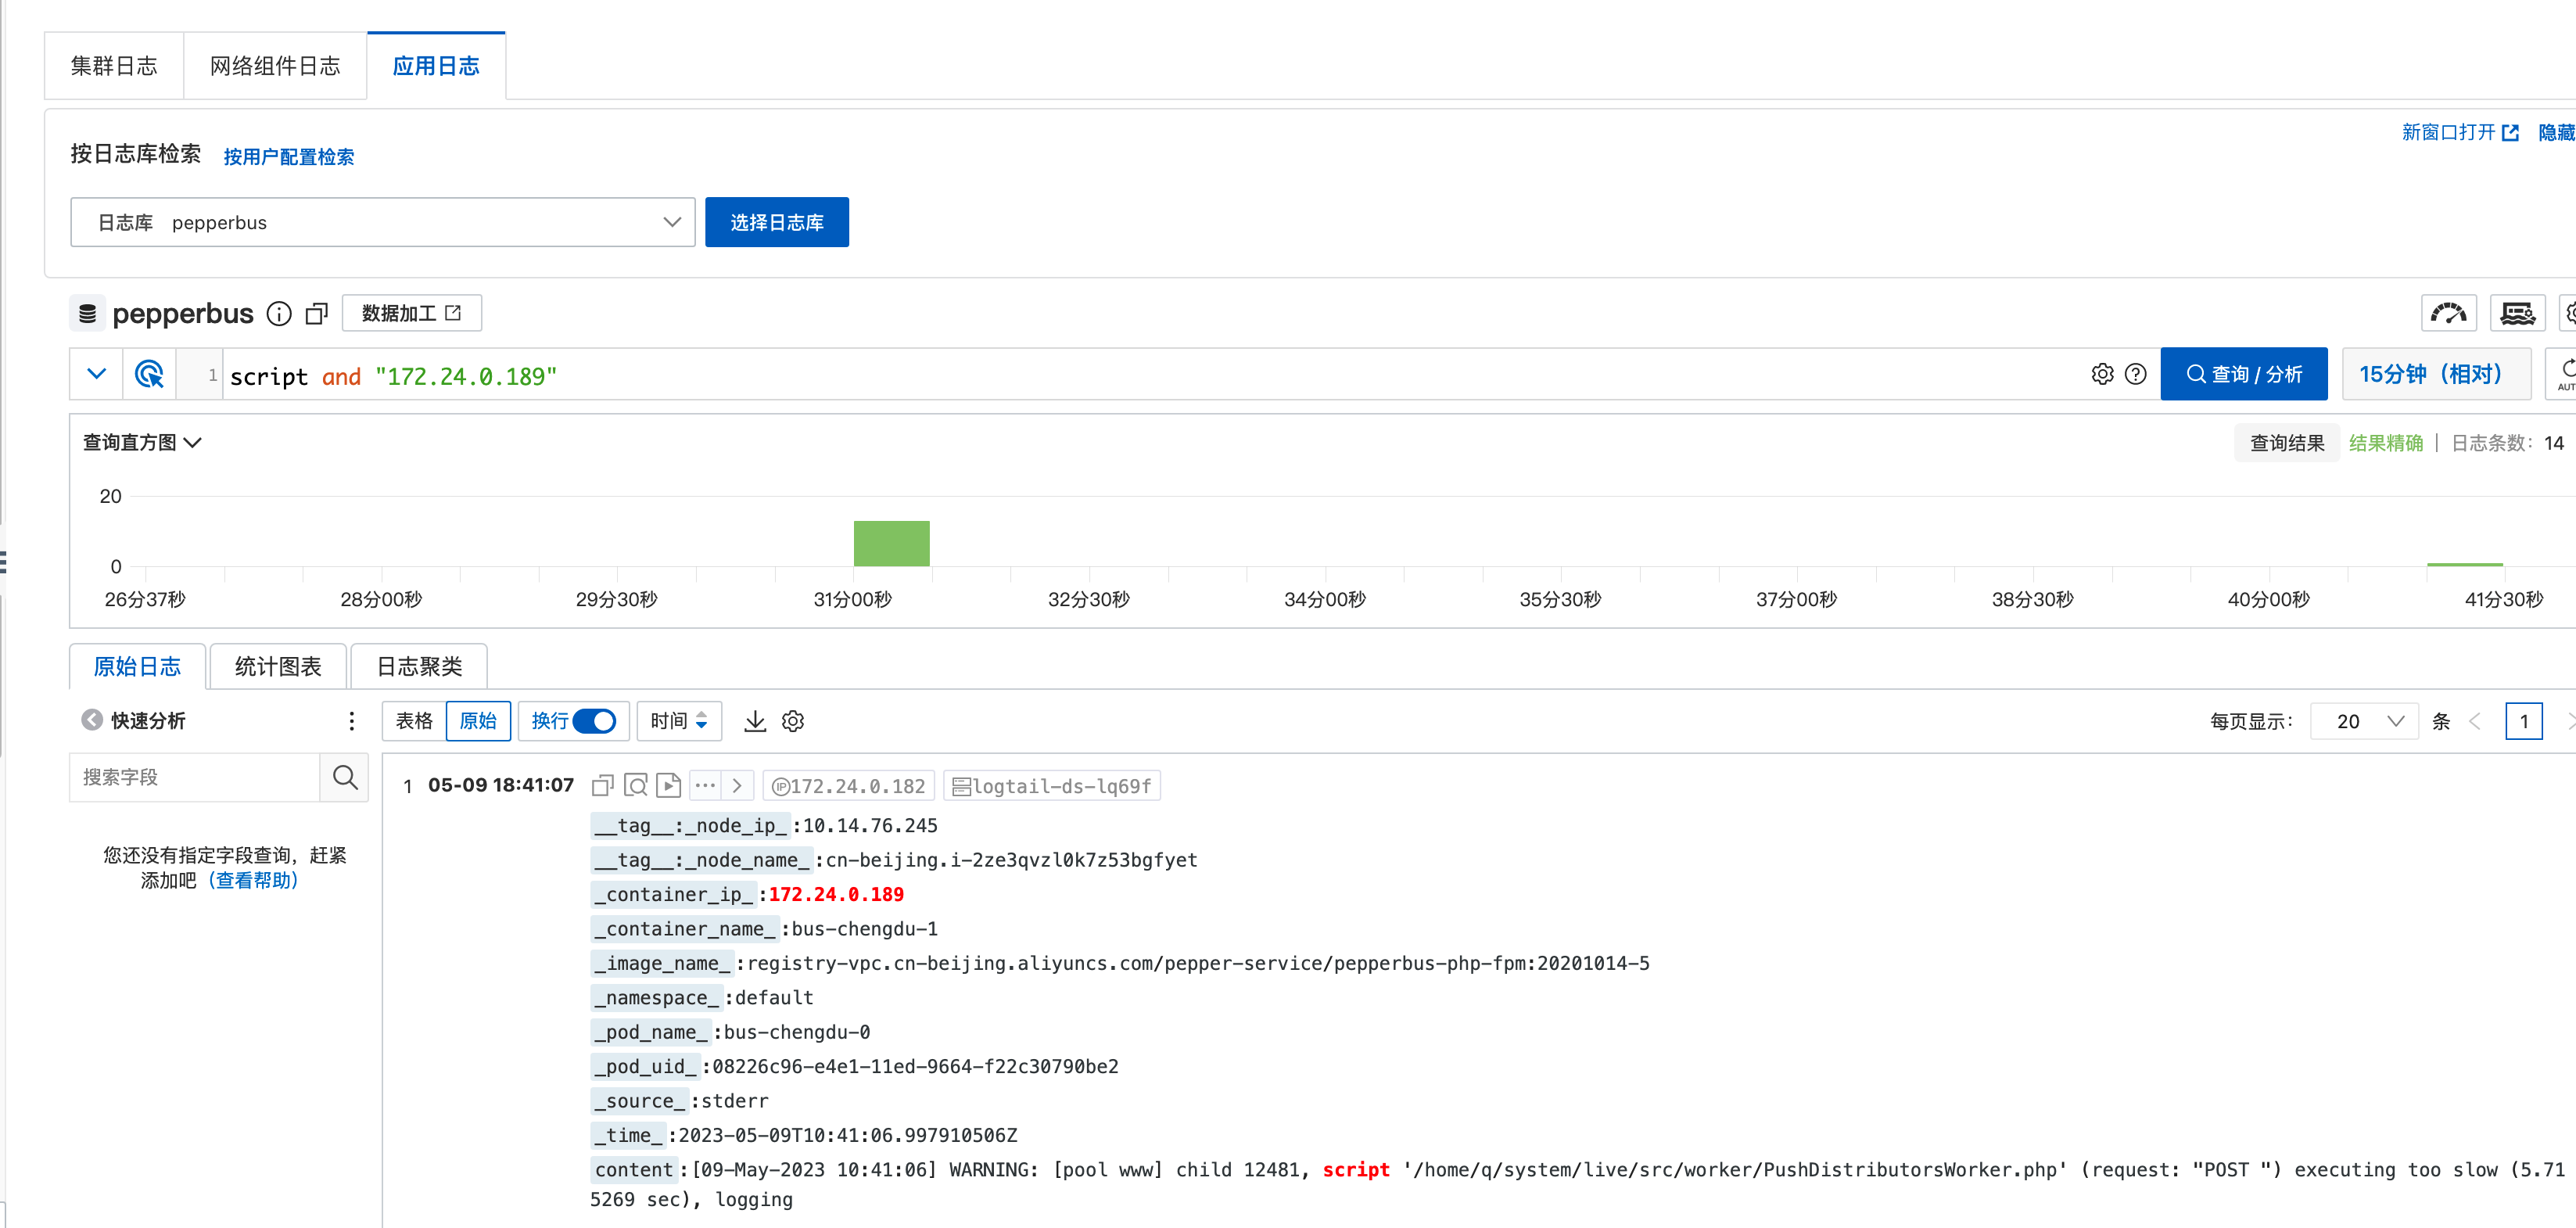 集群日志 网络组件日志 应用日志
新窗口打开 隐藏
按日志库检索 按用户配置检索
日志库 pepperbus 选择日志库
pepperbus 数据加工
1 script and "172.24.0.189" 查询 / 分析 15分钟（相对）
AUT
查询直方图 查询结果 结果精确 日志条数: 14
20
0
26分37秒 28分00秒 29分30秒 31分00秒 32分30秒 34分00秒 35分30秒 37分00秒 38分30秒 40分00秒 41分30秒
原始日志 统计图表 日志聚类
快速分析 表格 原始 换行 时间 每页显示: 20 条 1
搜索字段
您还没有指定字段查询，赶紧
添加吧（查看帮助）
1 05-09 18:41:07 IP 172.24.0.182 logtail-ds-lq69f
__tag__:_node_ip_:10.14.76.245
__tag__:_node_name_:cn-beijing.i-2ze3qvzl0k7z53bgfyet
_container_ip_:172.24.0.189
_container_name_:bus-chengdu-1
_image_name_:registry-vpc.cn-beijing.aliyuncs.com/pepper-service/pepperbus-php-fpm:20201014-5
_namespace_:default
_pod_name_:bus-chengdu-0
_pod_uid_:08226c96-e4e1-11ed-9664-f22c30790be2
_source_:stderr
_time_:2023-05-09T10:41:06.997910506Z
content:[09-May-2023 10:41:06] WARNING: [pool www] child 12481, script '/home/q/system/live/src/worker/PushDistributorsWorker.php' (request: "POST ") executing too slow (5.71
5269 sec), logging